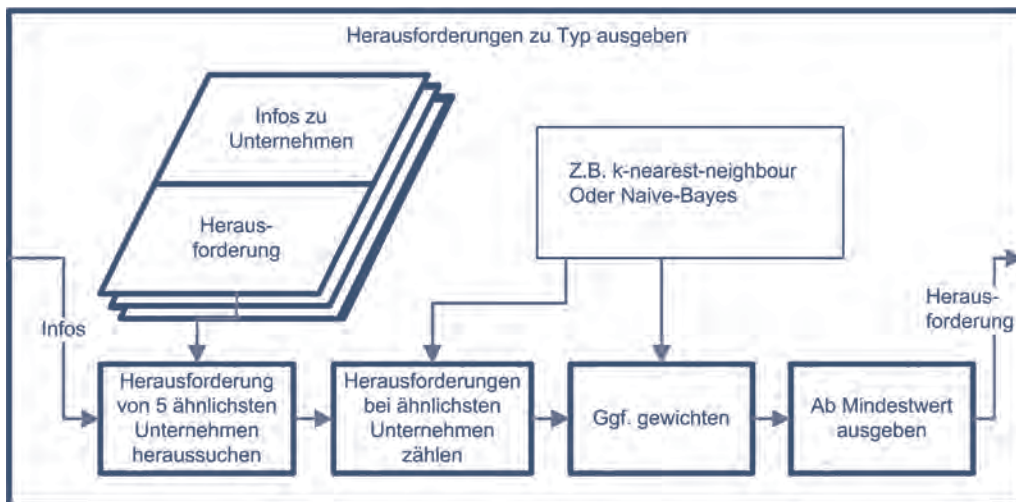 Herausforderungen zu Typ ausgeben
Infos zu
Unternehmen
Heraus-
forderung
Z.B. k-nearest-neighbour
Oder Naive-Bayes
Infos
Heraus-
forderung
Herausforderung
von 5 ähnlichsten
Unternehmen
heraussuchen
Herausforderungen
bei ähnlichsten
Unternehmen
zählen
Ggf. gewichten
Ab Mindestwert
ausgeben